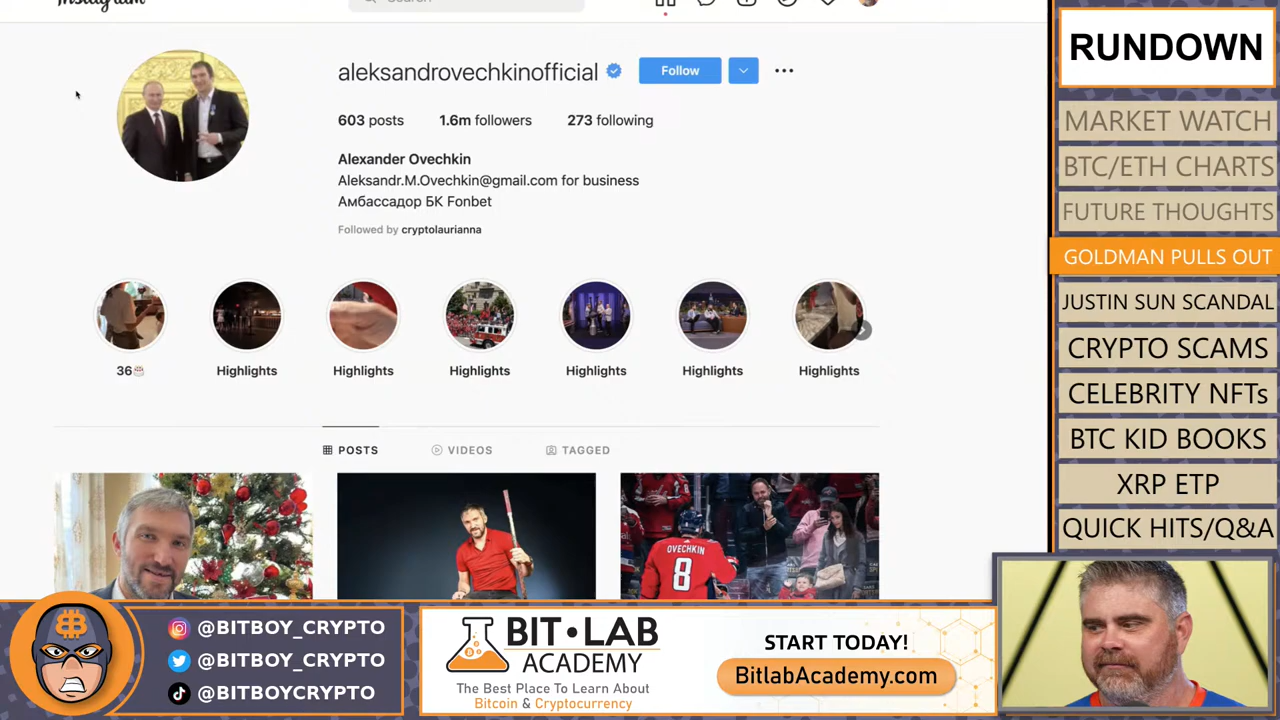 Instagram
Search
aleksandrovechkinofficial
Follow
603 posts 1.6m followers 273 following
Alexander Ovechkin
Aleksandr.M.Ovechkin@gmail.com for business
Амбассадор БК Fonbet
Followed by cryptolaurianna
36🎂 Highlights Highlights Highlights Highlights Highlights Highlights
POSTS VIDEOS TAGGED
OVECHKIN
8
RUNDOWN
MARKET WATCH
BTC/ETH CHARTS
FUTURE THOUGHTS
GOLDMAN PULLS OUT
JUSTIN SUN SCANDAL
CRYPTO SCAMS
CELEBRITY NFTs
BTC KID BOOKS
XRP ETP
QUICK HITS/Q&A
@BITBOY_CRYPTO
@BITBOY_CRYPTO
@BITBOYCRYPTO
BIT•LAB
ACADEMY
The Best Place To Learn About
Bitcoin & Cryptocurrency
START TODAY!
BitlabAcademy.com